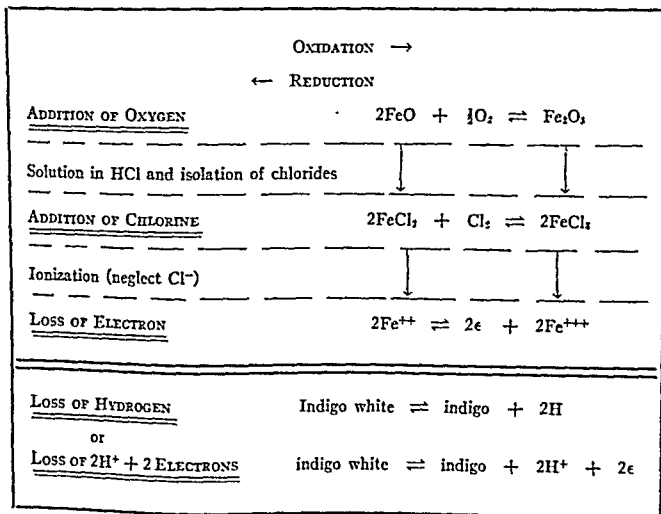 OXIDATION →
← REDUCTION
ADDITION OF OXYGEN 2FeO + ½O₂ ⇌ Fe₂O₃
Solution in HCl and isolation of chlorides
ADDITION OF CHLORINE 2FeCl₂ + Cl₂ ⇌ 2FeCl₃
Ionization (neglect Cl⁻)
LOSS OF ELECTRON 2Fe⁺⁺ ⇌ 2ϵ + 2Fe⁺⁺⁺
LOSS OF HYDROGEN Indigo white ⇌ indigo + 2H
or
LOSS OF 2H⁺ + 2 ELECTRONS indigo white ⇌ indigo + 2H⁺ + 2ϵ